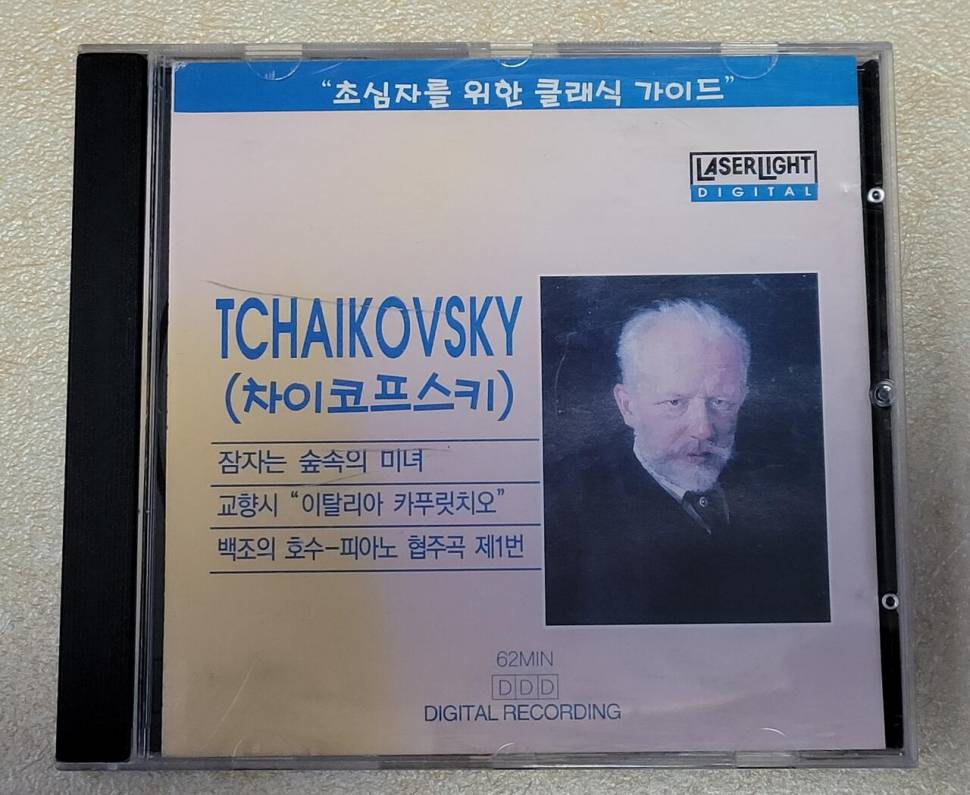 “초심자를 위한 클래식 가이드”
LASERLIGHT
DIGITAL
TCHAIKOVSKY
(차이코프스키)
잠자는 숲속의 미녀
교향시 “이탈리아 카푸릿치오”
백조의 호수-피아노 협주곡 제1번
62MIN
DDD
DIGITAL RECORDING